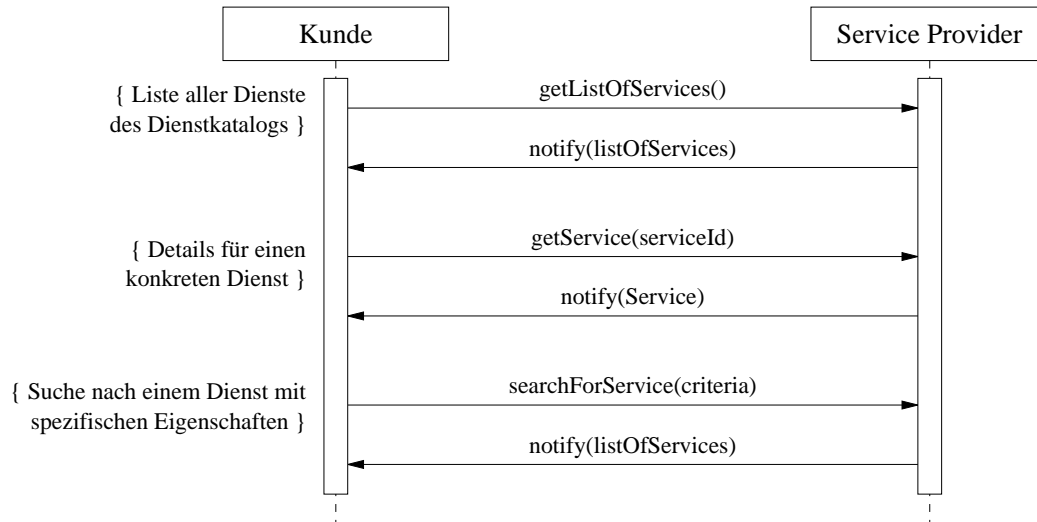 Kunde
Service Provider
{ Liste aller Dienste
des Dienstkatalogs }
getListOfServices()
notify(listOfServices)
{ Details für einen
konkreten Dienst }
getService(serviceId)
notify(Service)
{ Suche nach einem Dienst mit
spezifischen Eigenschaften }
searchForService(criteria)
notify(listOfServices)